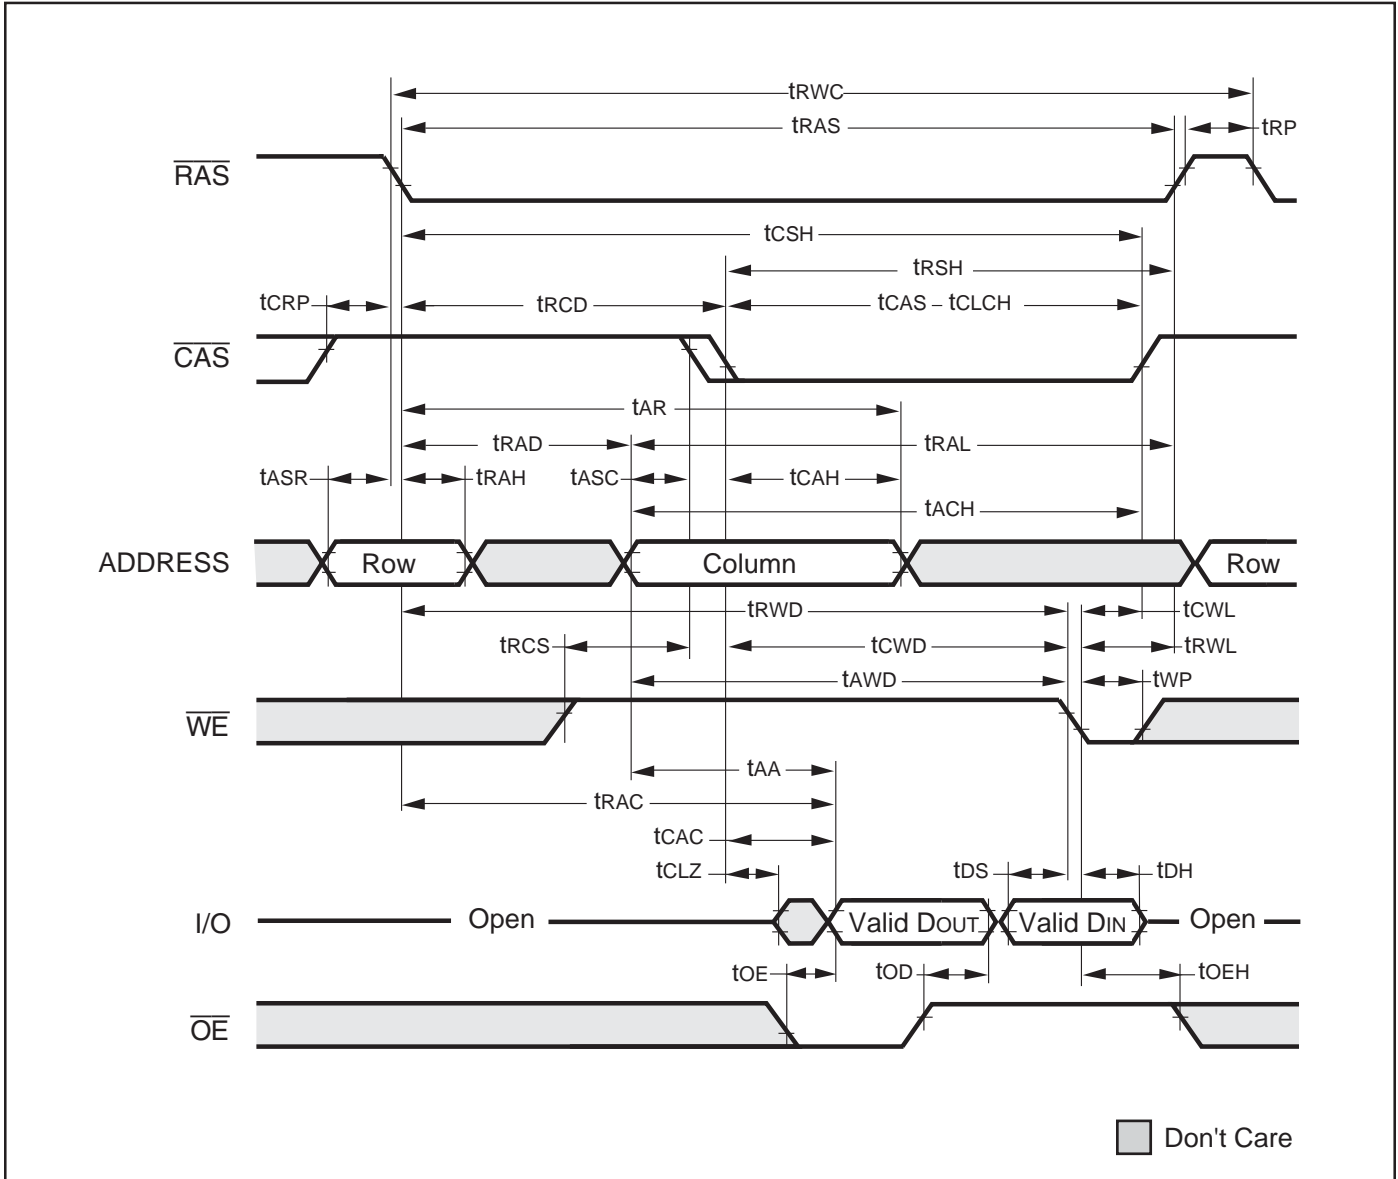 tRWC
tRAS
tRP
RAS
tCSH
tRSH
tCRP
tRCD
tCAS – tCLCH
CAS
tAR
tRAD
tRAL
tASR
tRAH
tASC
tCAH
tACH
ADDRESS
Row
Column
Row
tRWD
tCWL
tRCS
tCWD
tRWL
tAWD
tWP
WE
tAA
tRAC
tCAC
tCLZ
tDS
tDH
I/O
Open
Valid DOUT
Valid DIN
Open
tOE
tOD
tOEH
OE
Don't Care